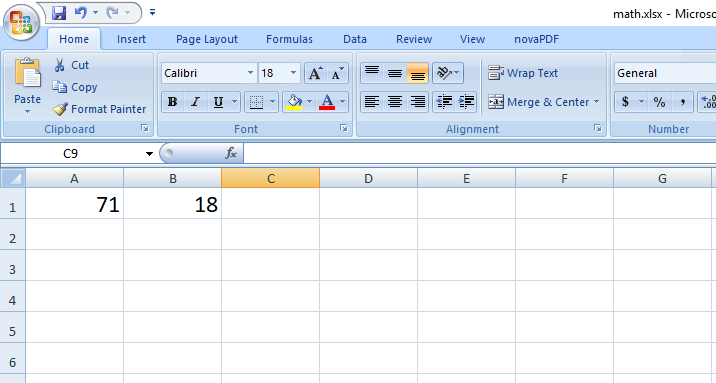 math.xlsx - Microso
Home Insert Page Layout Formulas Data Review View novaPDF
Cut
Copy
Format Painter
Paste
Calibri 18 A A
B I U A
Wrap Text
Merge & Center
General
$ % , .00
Clipboard Font Alignment Number
C9 fx
A B C D E F G
1 71 18
2
3
4
5
6